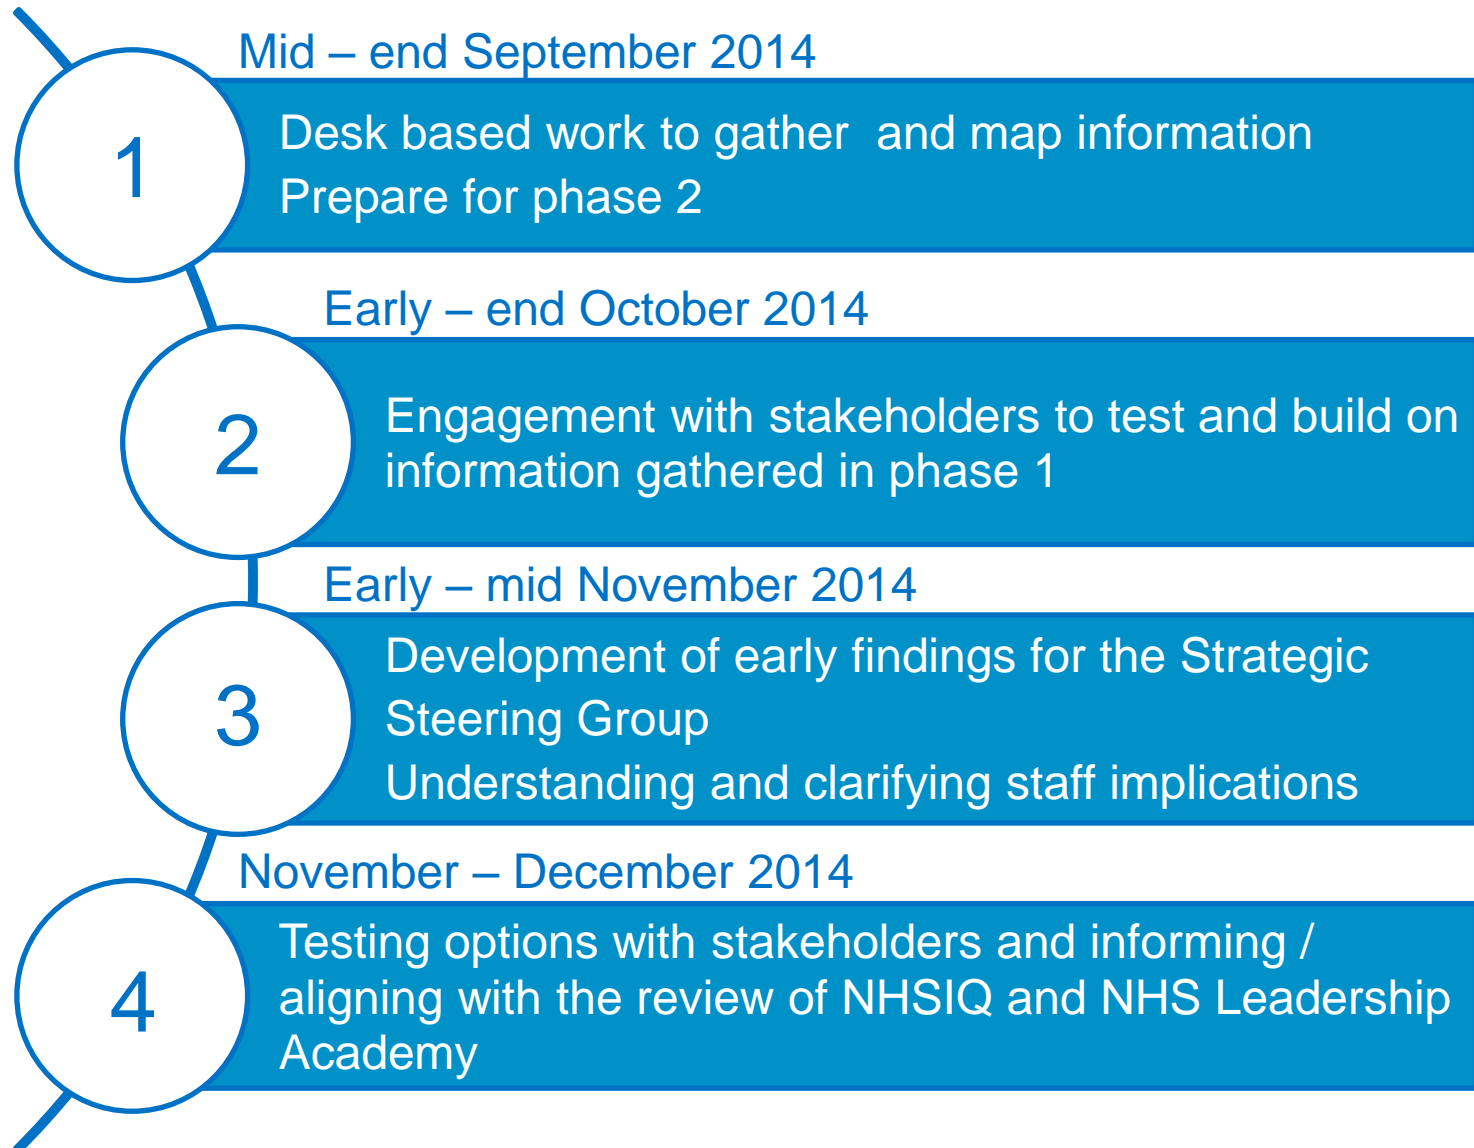 Mid – end September 2014
1
Desk based work to gather  and map information
Prepare for phase 2
Early – end October 2014
2
Engagement with stakeholders to test and build on
information gathered in phase 1
Early – mid November 2014
3
Development of early findings for the Strategic
Steering Group
Understanding and clarifying staff implications
November – December 2014
4
Testing options with stakeholders and informing /
aligning with the review of NHSIQ and NHS Leadership
Academy